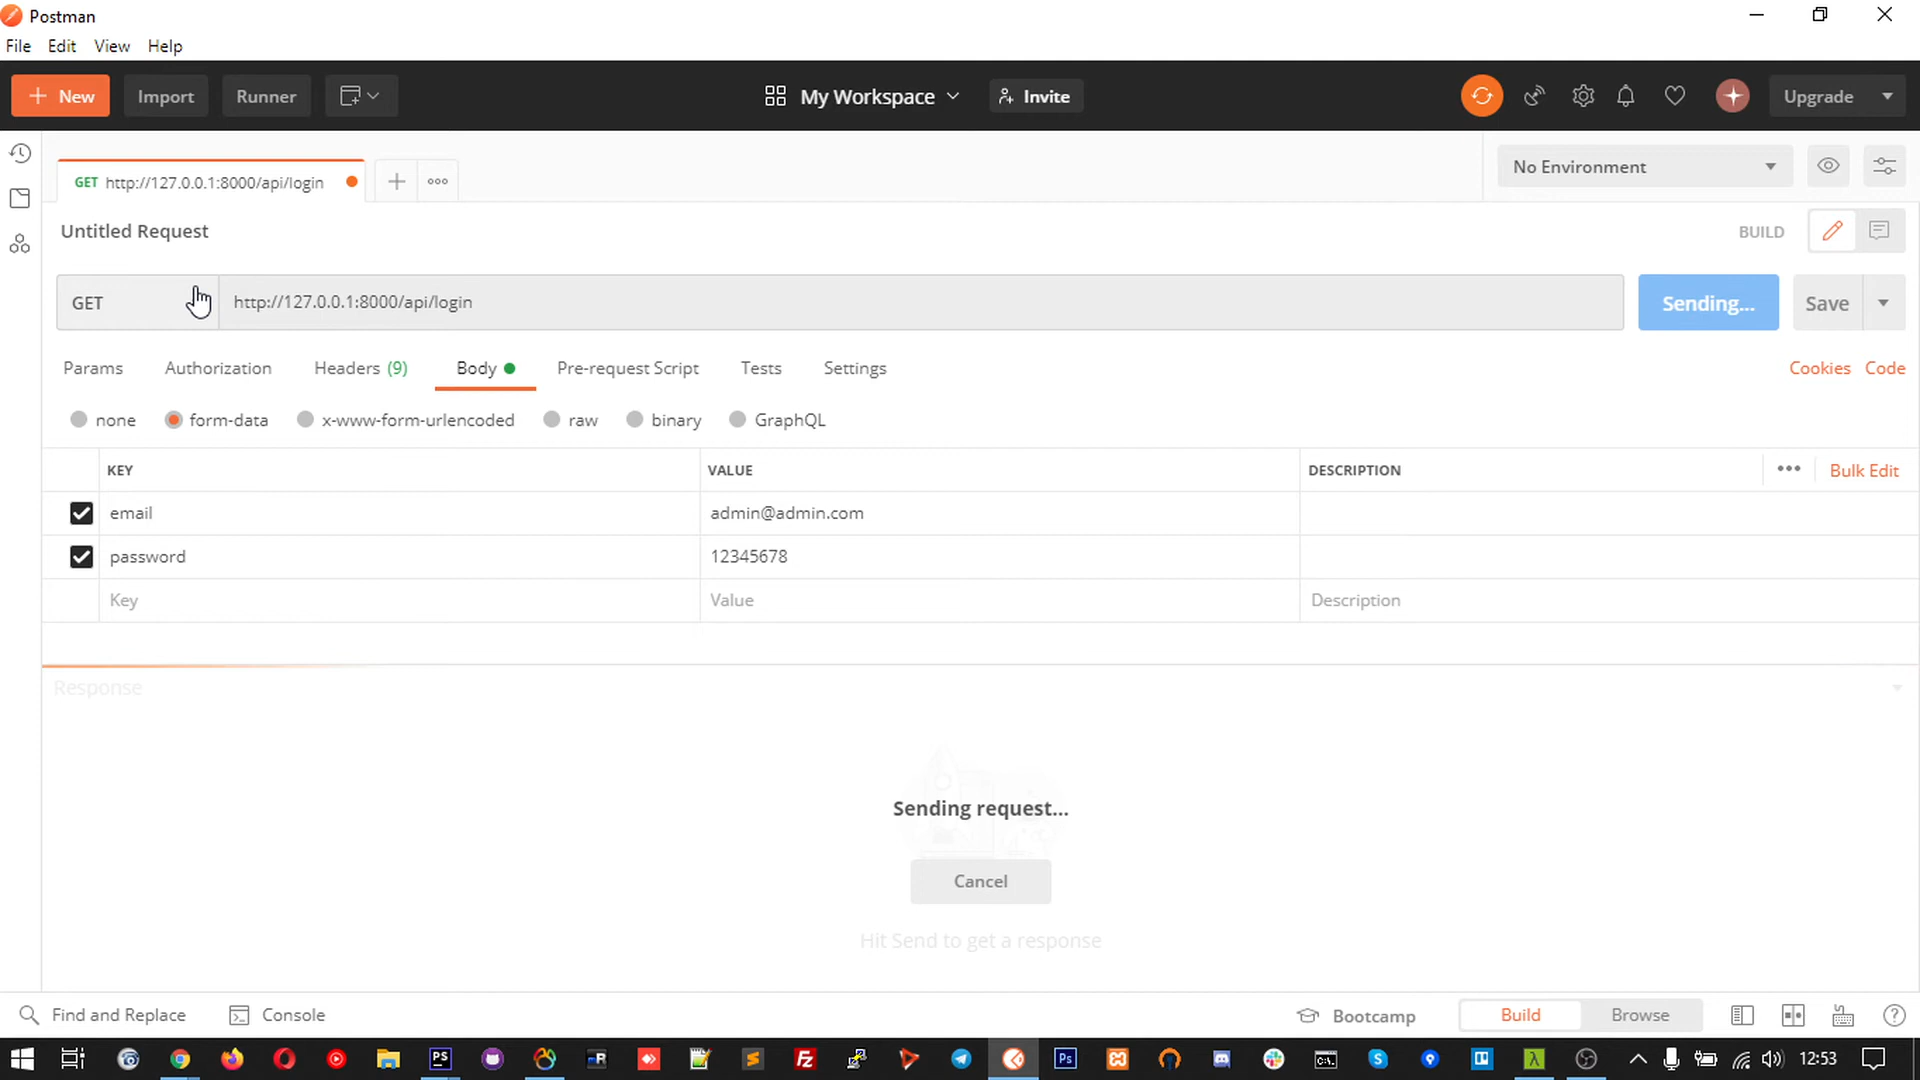 Postman
File Edit View Help
New Import Runner My Workspace Invite Upgrade
GET http://127.0.0.1:8000/api/login No Environment
Untitled Request BUILD
GET http://127.0.0.1:8000/api/login Sending... Save
Params Authorization Headers (9) Body Pre-request Script Tests Settings Cookies Code
none form-data x-www-form-urlencoded raw binary GraphQL
KEY VALUE DESCRIPTION Bulk Edit
email admin@admin.com
password 12345678
Key Value Description
Response
Sending request...
Cancel
Hit Send to get a response
Find and Replace Console Bootcamp Build Browse
12:53